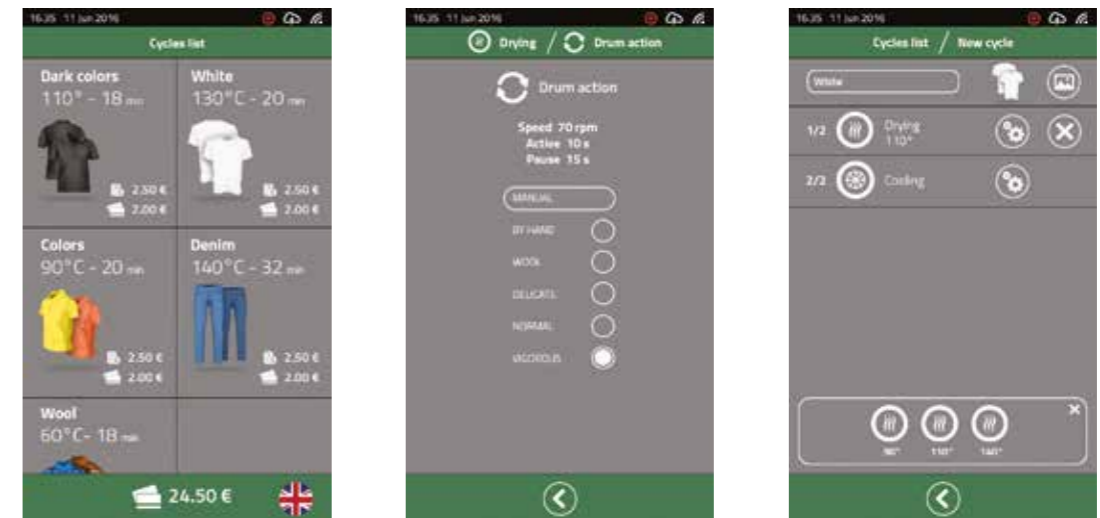 16.35 11 Jun 2016
Cycles list
Dark colors
110° - 18 min
2.50 €
2.00 €
White
130°C - 20 min
2.50 €
2.00 €
Colors
90°C - 20 min
2.50 €
2.00 €
Denim
140°C - 32 min
2.50 €
2.00 €
Wool
60°C- 18 min
24.50 €
16.35 11 Jun 2016
Drying / Drum action
Drum action
Speed 70 rpm
Active 10 s
Pause 15 s
MANUAL
BY HAND
WOOL
DELICATE
NORMAL
VIGOROUS
16.35 11 Jun 2016
Cycles list / New cycle
White
1/2 Drying
110°
2/2 Cooling
90° 110° 140°